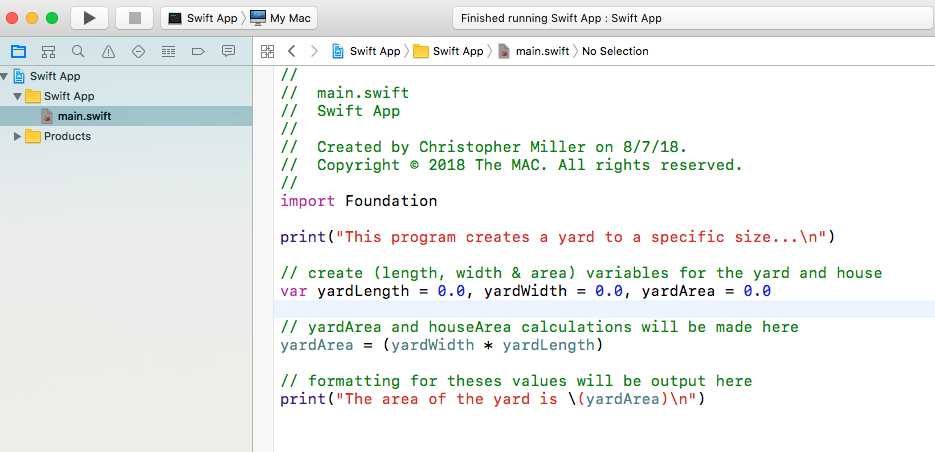 Swift App > My Mac
Finished running Swift App : Swift App
Swift App > Swift App > main.swift > No Selection
Swift App
Swift App
main.swift
Products
//
//  main.swift
//  Swift App
//
//  Created by Christopher Miller on 8/7/18.
//  Copyright © 2018 The MAC. All rights reserved.
//
import Foundation
print("This program creates a yard to a specific size...\n")
// create (length, width & area) variables for the yard and house
var yardLength = 0.0, yardWidth = 0.0, yardArea = 0.0
// yardArea and houseArea calculations will be made here
yardArea = (yardWidth * yardLength)
// formatting for theses values will be output here
print("The area of the yard is \(yardArea)\n")